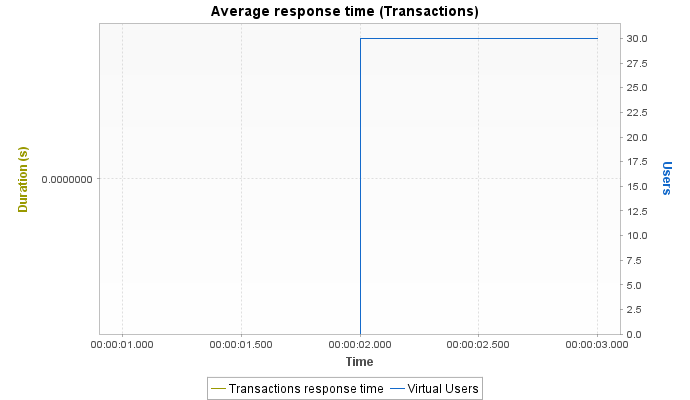 Average response time (Transactions)
Duration (s)
0.0000000
30.0
27.5
25.0
22.5
20.0
17.5
15.0
12.5
10.0
7.5
5.0
2.5
0.0
Users
00:00:01.000 00:00:01.500 00:00:02.000 00:00:02.500 00:00:03.000
Time
Transactions response time Virtual Users